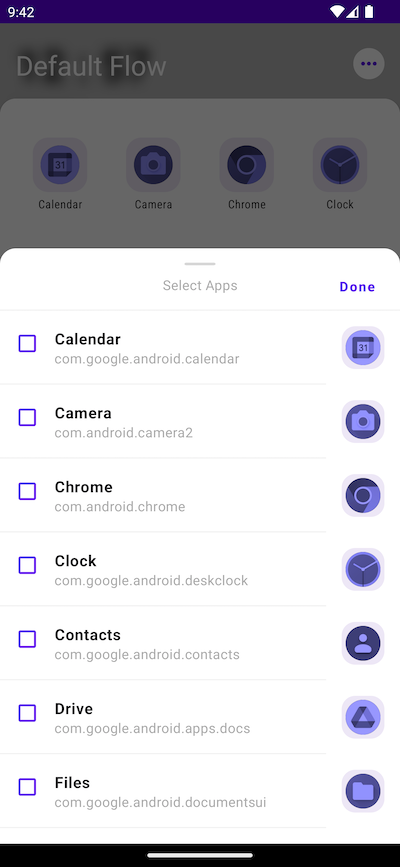 9:42
Default Flow
31
Calendar
Camera
Chrome
Clock
Select Apps
Done
Calendar
com.google.android.calendar
31
Camera
com.android.camera2
Chrome
com.android.chrome
Clock
com.google.android.deskclock
Contacts
com.google.android.contacts
Drive
com.google.android.apps.docs
Files
com.google.android.documentsui